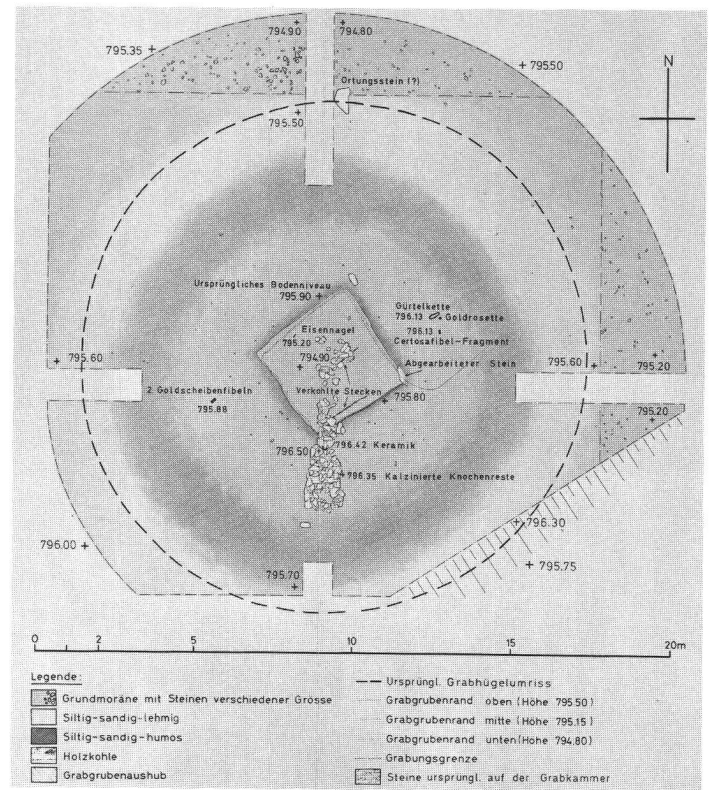 794.90 794.80
795.35
79550
Ortungsstein (?)
N
795.50
Ursprüngliches Bodenniveau
795.90
Gürtelkette
796.13 Goldrosette
796.13
Certosafibel-Fragment
Eisennagel
795.20
794.90
Abgearbeiterer Stein
795.60
795.60
795.20
2 Goldscheibenfibeln
795.88
Verkohlte Stecken
795.80
795.20
796.42 Keramik
796.50
796.35 Kalzinierte Knochenreste
796.30
796.00
795.75
795.70
0 2 5 10 15 20m
Legende:
Grundmoräne mit Steinen verschiedener Grösse
Siltig-sandig-lehmig
Siltig-sandig-humos
Holzkohle
Grabgrubenaushub
Ursprüngl. Grabhügelumriss
Grabgrubenrand oben (Höhe 795.50)
Grabgrubenrand mitte (Höhe 795.15)
Grabgrubenrand unten (Höhe 794.80)
Grabungsgrenze
Steine ursprüngl. auf der Grabkammer